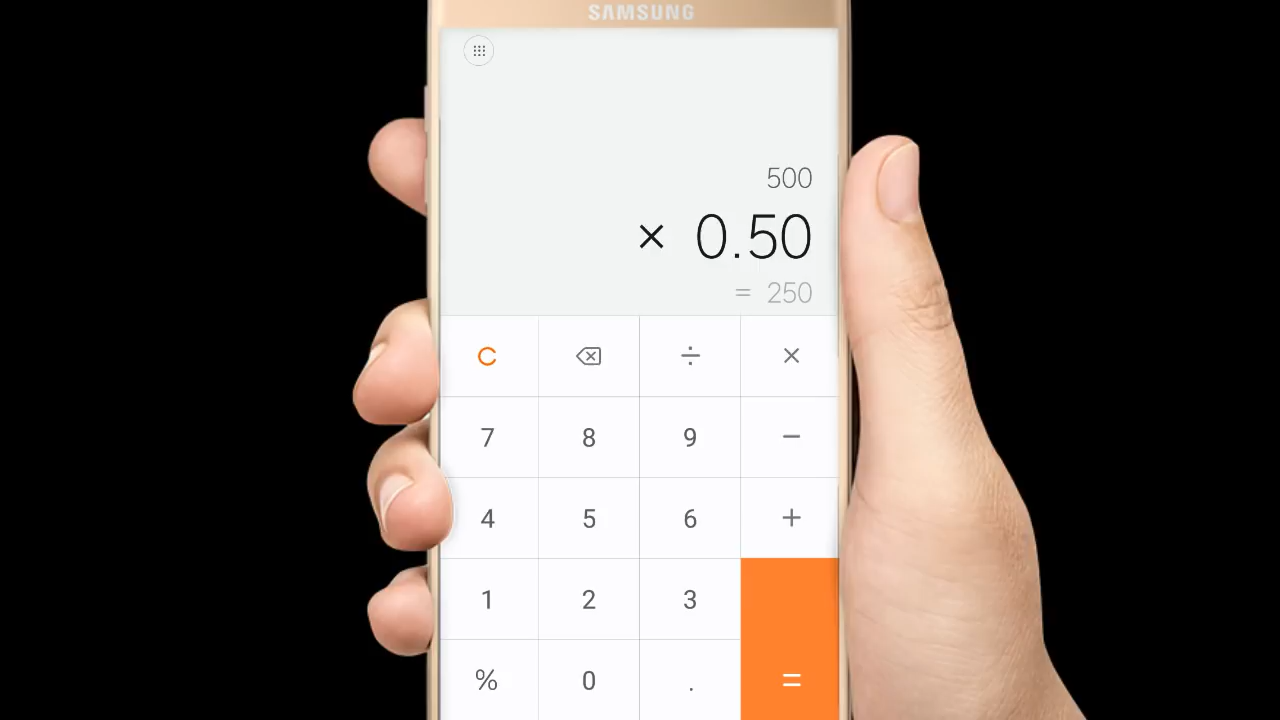 SAMSUNG
500
× 0.50
= 250
C ÷ ×
7 8 9 −
4 5 6 +
1 2 3
% 0 . =